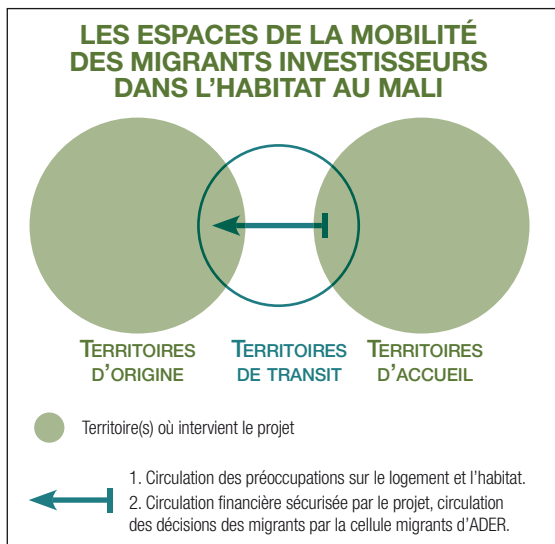 LES ESPACES DE LA MOBILITÉ
DES MIGRANTS INVESTISSEURS
DANS L'HABITAT AU MALI
TERRITOIRES D'ORIGINE
TERRITOIRES DE TRANSIT
TERRITOIRES D'ACCUEIL
Territoire(s) où intervient le projet
1. Circulation des préoccupations sur le logement et l'habitat.
2. Circulation financière sécurisée par le projet, circulation
des décisions des migrants par la cellule migrants d'ADER.